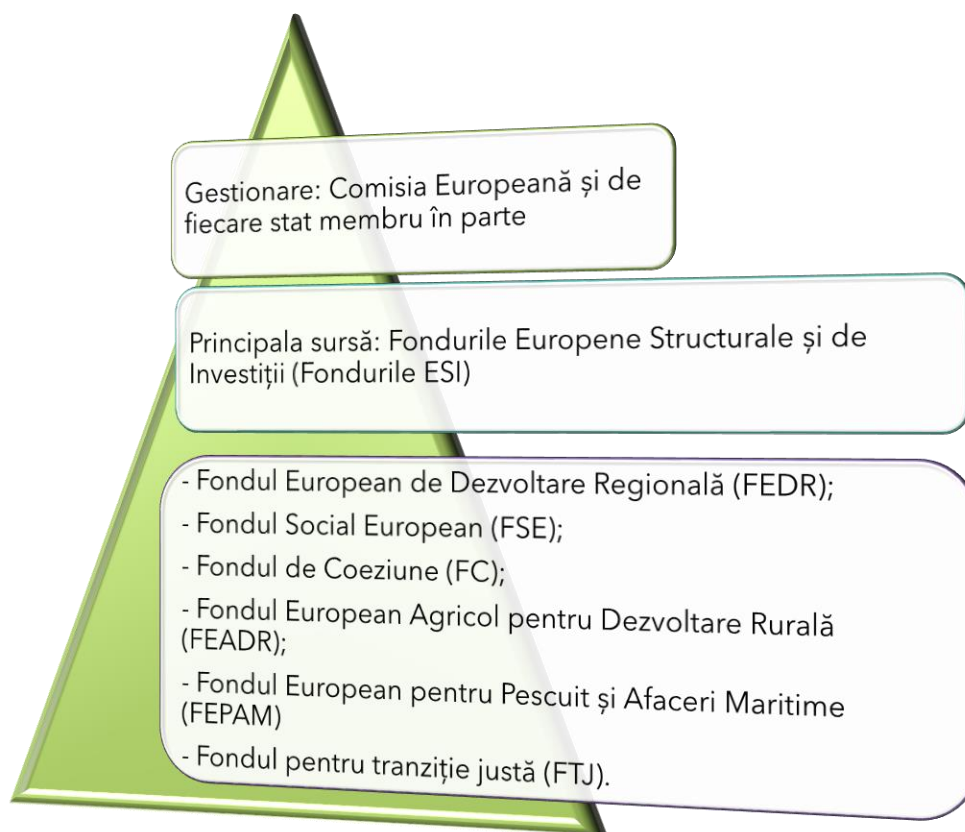 Gestionare: Comisia Europeană și de
fiecare stat membru în parte
Principala sursă: Fondurile Europene Structurale și de
Investiții (Fondurile ESI)
- Fondul European de Dezvoltare Regională (FEDR);
- Fondul Social European (FSE);
- Fondul de Coeziune (FC);
- Fondul European Agricol pentru Dezvoltare Rurală
(FEADR);
- Fondul European pentru Pescuit și Afaceri Maritime
(FEPAM)
- Fondul pentru tranziție justă (FTJ).